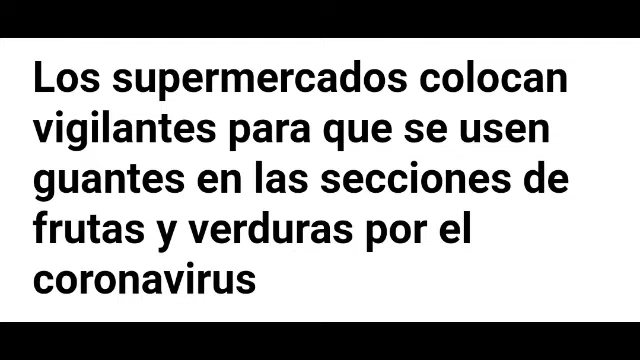 Los supermercados colocan
vigilantes para que se usen
guantes en las secciones de
frutas y verduras por el
coronavirus